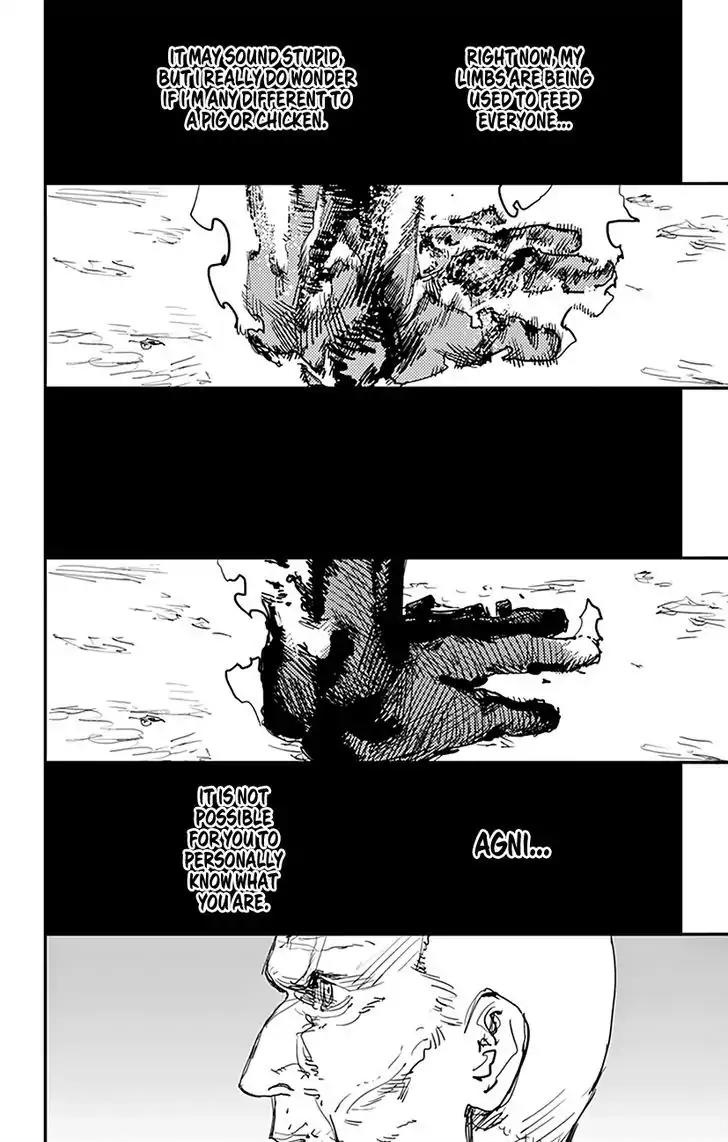 RIGHT NOW, MY
LIMBS ARE BEING
USED TO FEED
EVERYONE...
IT MAY SOUND STUPID,
BUT I REALLY DO WONDER
IF I'M ANY DIFFERENT TO
A PIG OR CHICKEN.
AGNI...
IT IS NOT
POSSIBLE
FOR YOU TO
PERSONALLY
KNOW WHAT
YOU ARE.